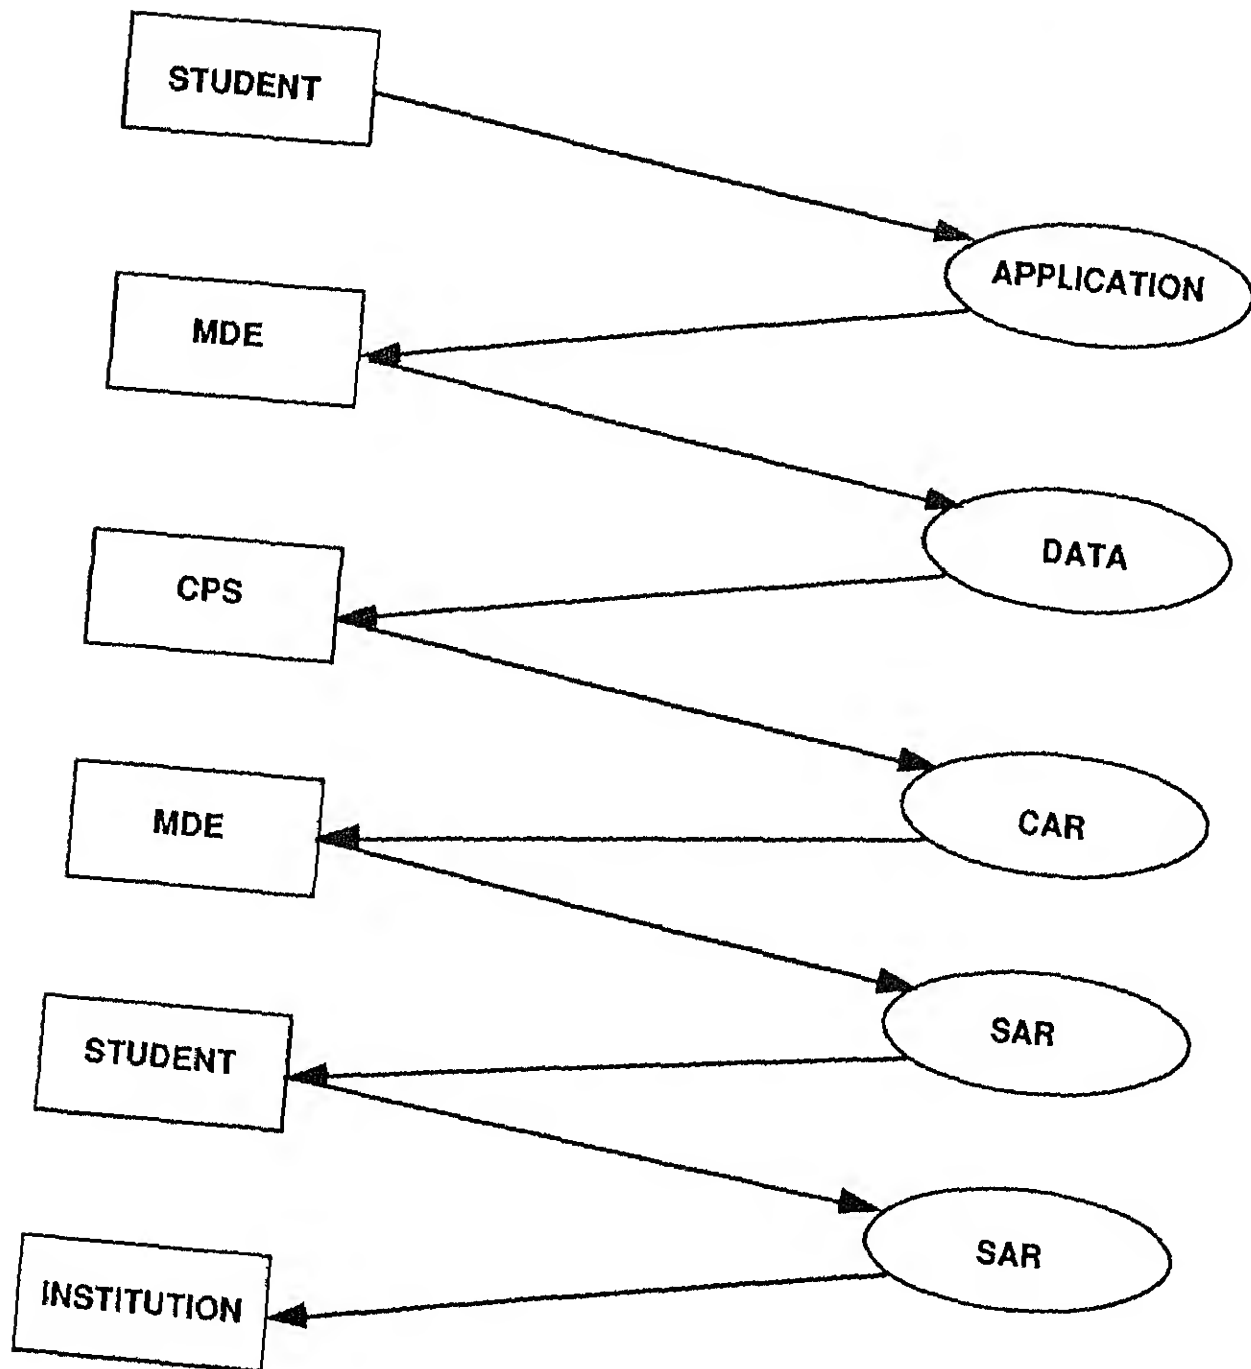 STUDENT
APPLICATION
MDE
DATA
CPS
CAR
MDE
SAR
STUDENT
SAR
INSTITUTION